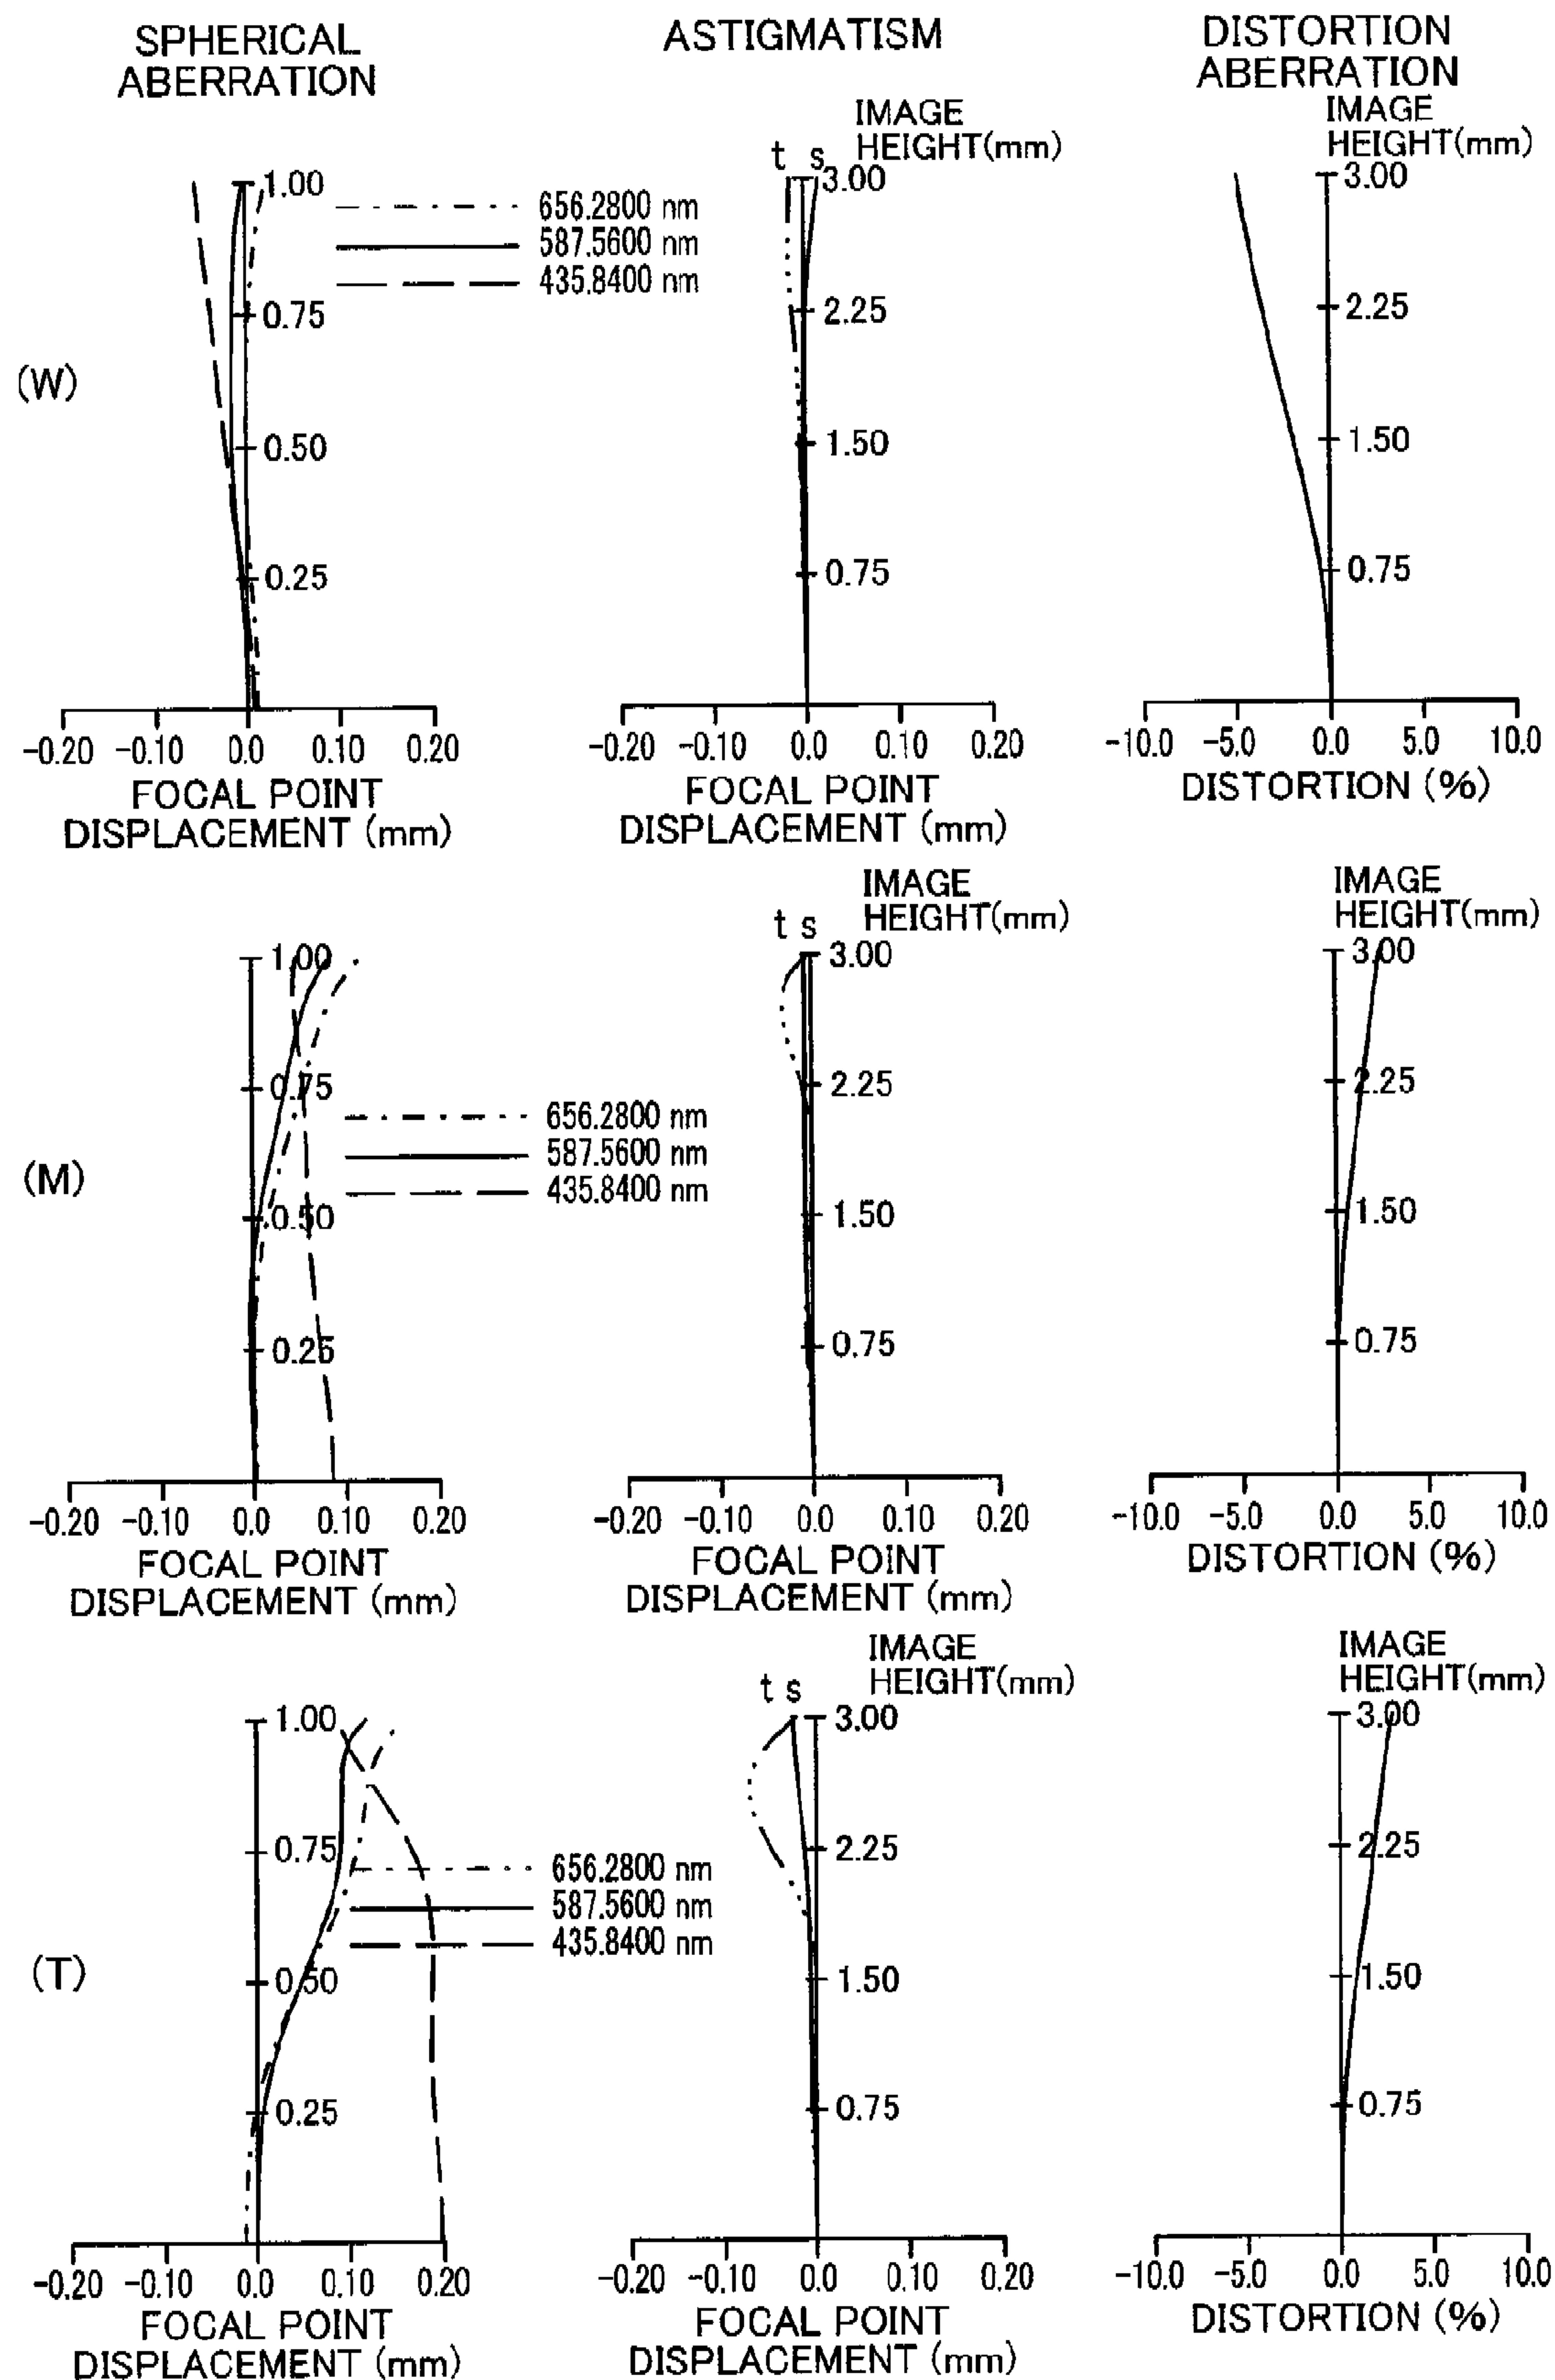 SPHERICAL
ABERRATION
ASTIGMATISM
DISTORTION
ABERRATION
(W)
1.00
0.75
0.50
0.25
656.2800 nm
587.5600 nm
435.8400 nm
-0.20 -0.10 0.0 0.10 0.20
FOCAL POINT
DISPLACEMENT (mm)
IMAGE
HEIGHT(mm)
t s
3.00
2.25
1.50
0.75
-0.20 -0.10 0.0 0.10 0.20
FOCAL POINT
DISPLACEMENT (mm)
IMAGE
HEIGHT(mm)
3.00
2.25
1.50
0.75
-10.0 -5.0 0.0 5.0 10.0
DISTORTION (%)
(M)
1.00
0.75
0.50
0.25
656.2800 nm
587.5600 nm
435.8400 nm
-0.20 -0.10 0.0 0.10 0.20
FOCAL POINT
DISPLACEMENT (mm)
IMAGE
HEIGHT(mm)
t s
3.00
2.25
1.50
0.75
-0.20 -0.10 0.0 0.10 0.20
FOCAL POINT
DISPLACEMENT (mm)
IMAGE
HEIGHT(mm)
3.00
2.25
1.50
0.75
-10.0 -5.0 0.0 5.0 10.0
DISTORTION (%)
(T)
1.00
0.75
0.50
0.25
656.2800 nm
587.5600 nm
435.8400 nm
-0.20 -0.10 0.0 0.10 0.20
FOCAL POINT
DISPLACEMENT (mm)
IMAGE
HEIGHT(mm)
t s
3.00
2.25
1.50
0.75
-0.20 -0.10 0.0 0.10 0.20
FOCAL POINT
DISPLACEMENT (mm)
IMAGE
HEIGHT(mm)
3.00
2.25
1.50
0.75
-10.0 -5.0 0.0 5.0 10.0
DISTORTION (%)